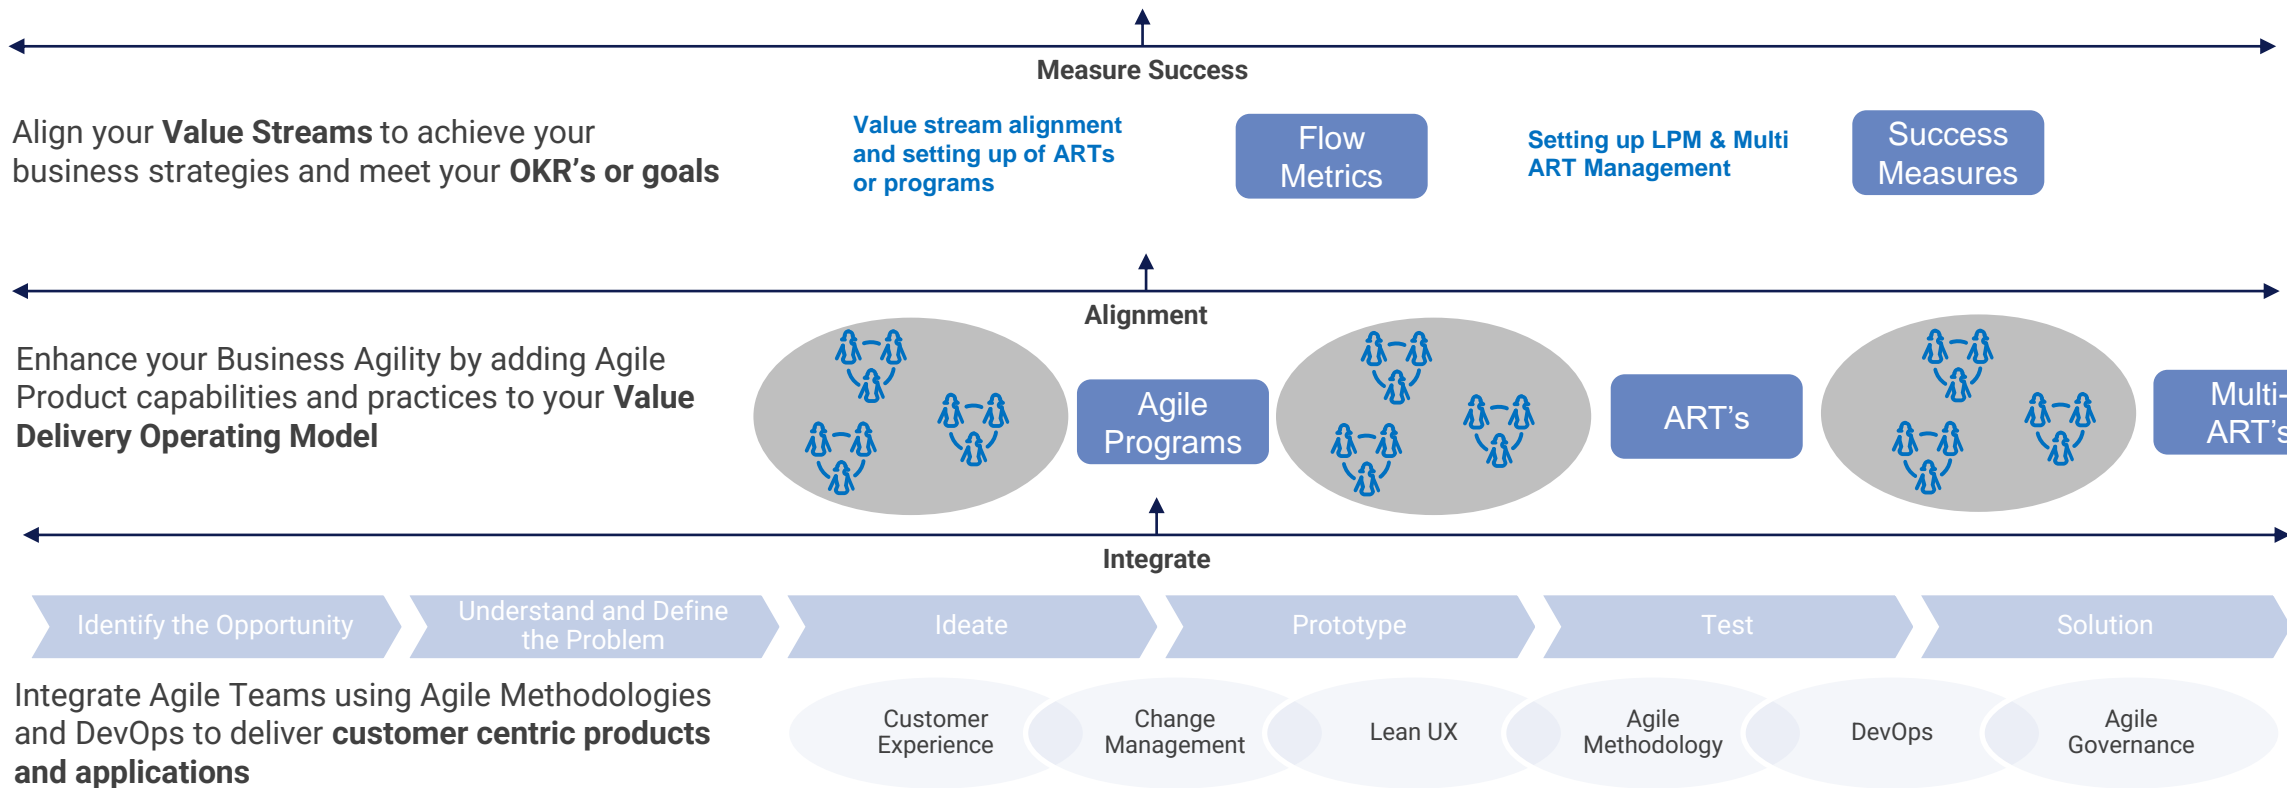 Measure Success
Align your Value Streams to achieve your
business strategies and meet your OKR's or goals
Value stream alignment
and setting up of ARTs
or programs
Flow
Metrics
Setting up LPM & Multi
ART Management
Success
Measures
Alignment
Enhance your Business Agility by adding Agile
Product capabilities and practices to your Value
Delivery Operating Model
Agile
Programs
ART's
Multi-
ART's
Integrate
Identify the Opportunity
Understand and Define
the Problem
Ideate
Prototype
Test
Solution
Integrate Agile Teams using Agile Methodologies
and DevOps to deliver customer centric products
and applications
Customer
Experience
Change
Management
Lean UX
Agile
Methodology
DevOps
Agile
Governance